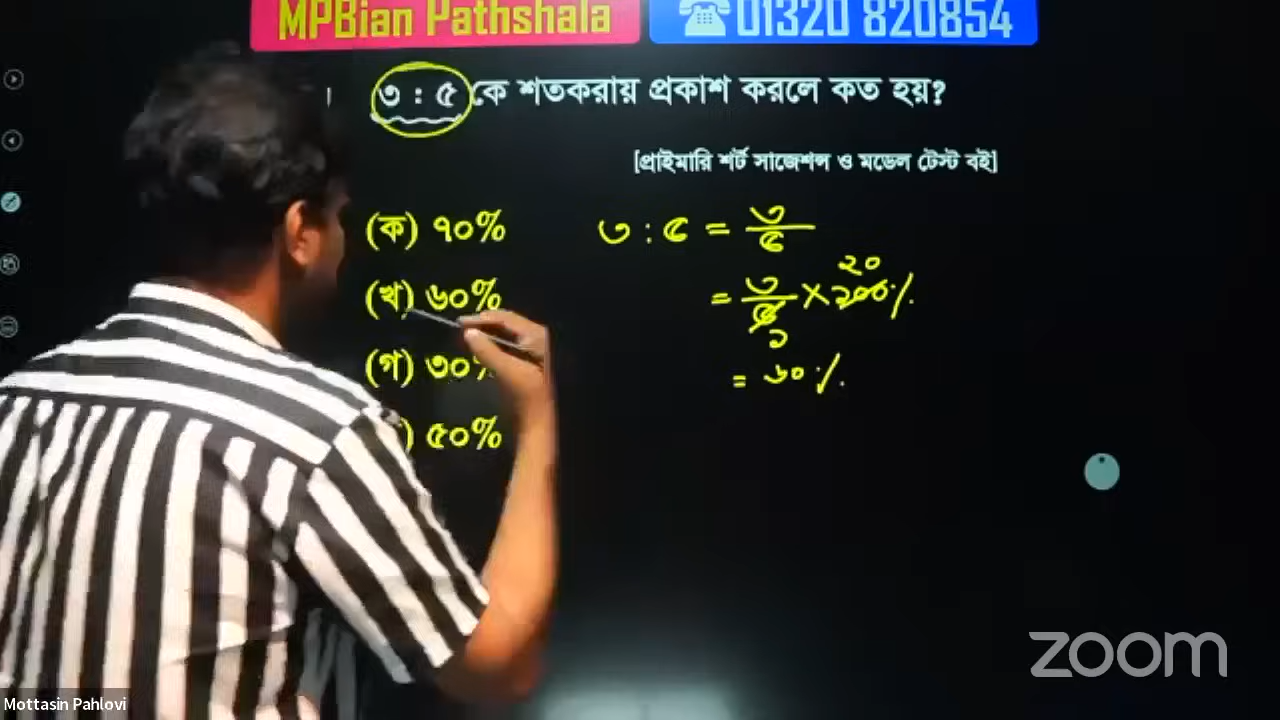 MPBian Pathshala
01320 820854
। ৩ : ৫ কে শতকরায় প্রকাশ করলে কত হয়?
[প্রাইমারি শর্ট সাজেশন্স ও মডেল টেস্ট বই]
(ক) ৭০%
(খ) ৬০%
(গ) ৩০%
) ৫০%
৩ : ৫ = ৩/৫
২০
= ৩/৫ × ১০০%
১
= ৬০%
zoom
Mottasin Pahlovi